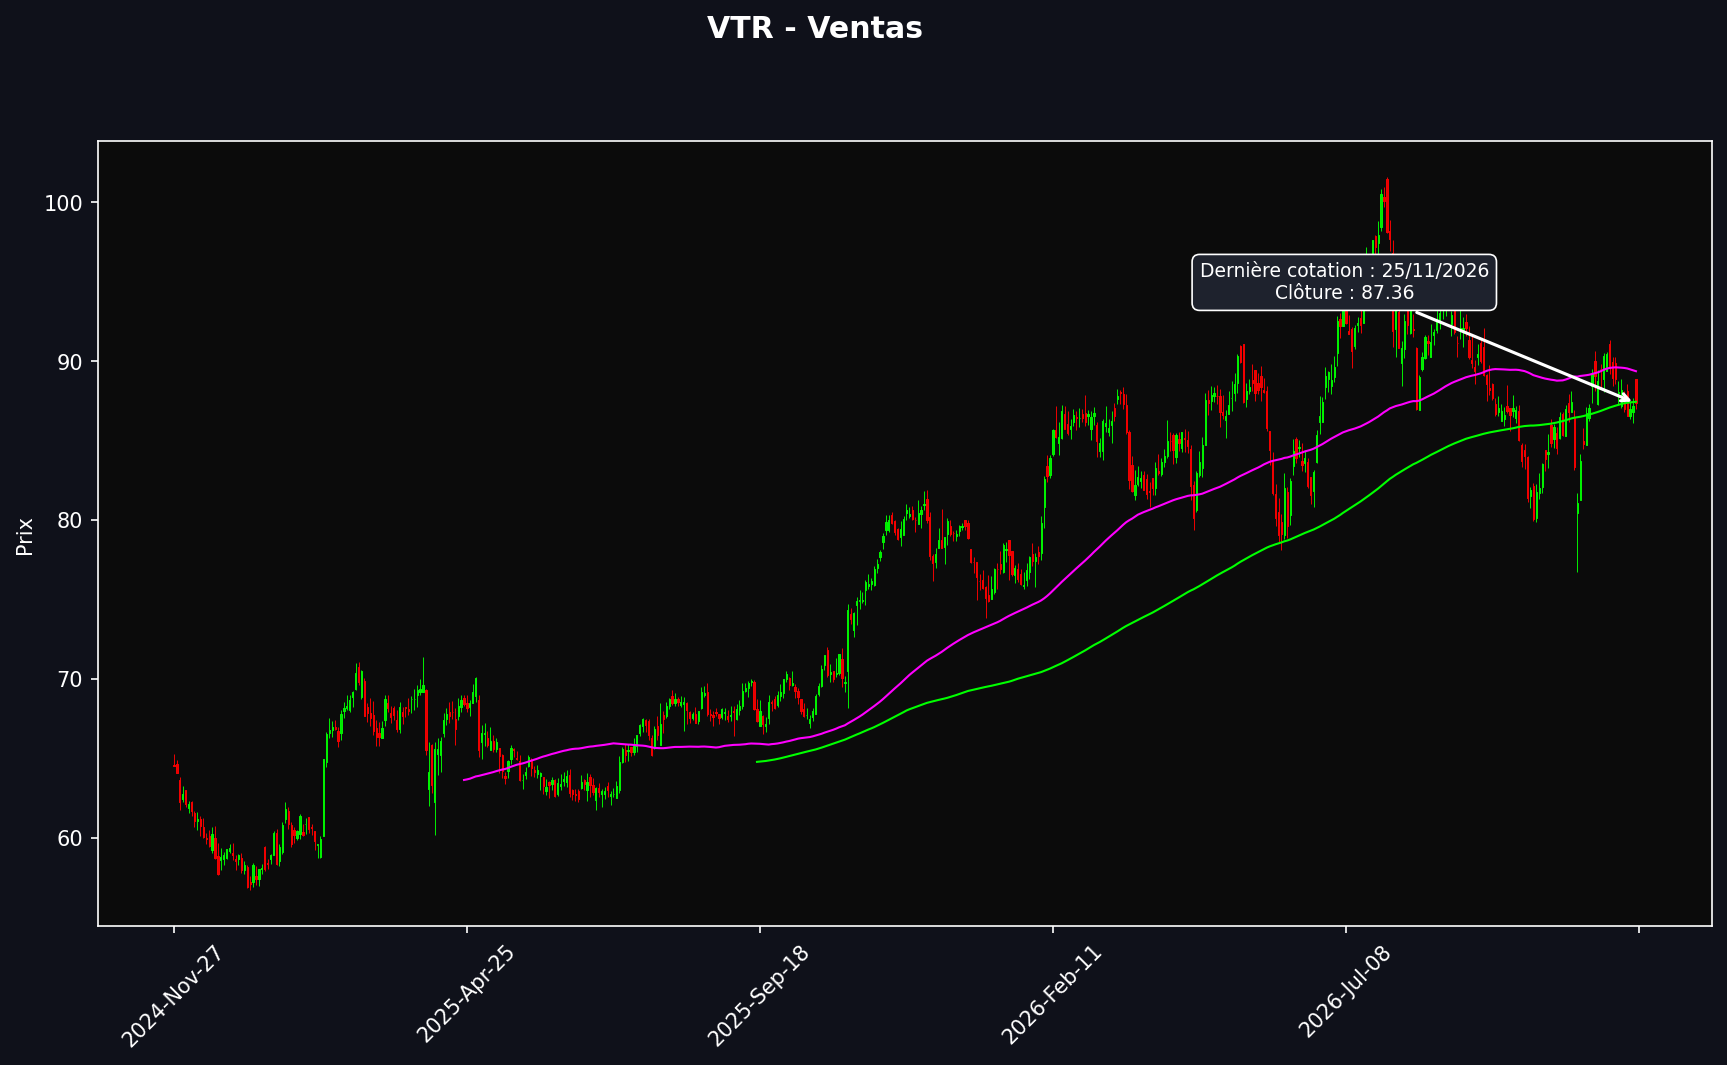 VTR - Ventas
Dernière cotation : 25/11/2026
Clôture : 87.36
Prix
100
90
80
70
60
2024-Nov-27
2025-Apr-25
2025-Sep-18
2026-Feb-11
2026-Jul-08